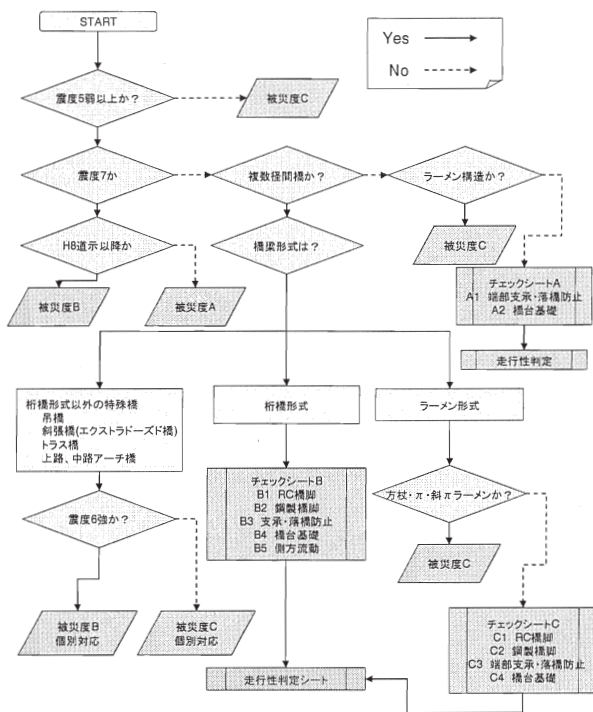 START
Yes
No
震度5弱以上か?
被災度C
震度7か
複数径間橋か?
ラーメン構造か?
H8道示以降か
橋梁形式は?
被災度C
被災度B
被災度A
チェックシートA
A1 端部支承・落橋防止
A2 橋台基礎
走行性判定
桁橋形式以外の特殊橋
吊橋
斜張橋(エクストラドーズド橋)
トラス橋
上路、中路アーチ橋
桁橋形式
ラーメン形式
チェックシートB
B1 RC橋脚
B2 鋼製橋脚
B3 支承・落橋防止
B4 橋台基礎
B5 側方流動
方杖・π・斜πラーメンか?
震度6強か?
被災度C
被災度B
個別対応
被災度C
個別対応
チェックシートC
C1 RC橋脚
C2 鋼製橋脚
C3 端部支承・落橋防止
C4 橋台基礎
走行性判定シート